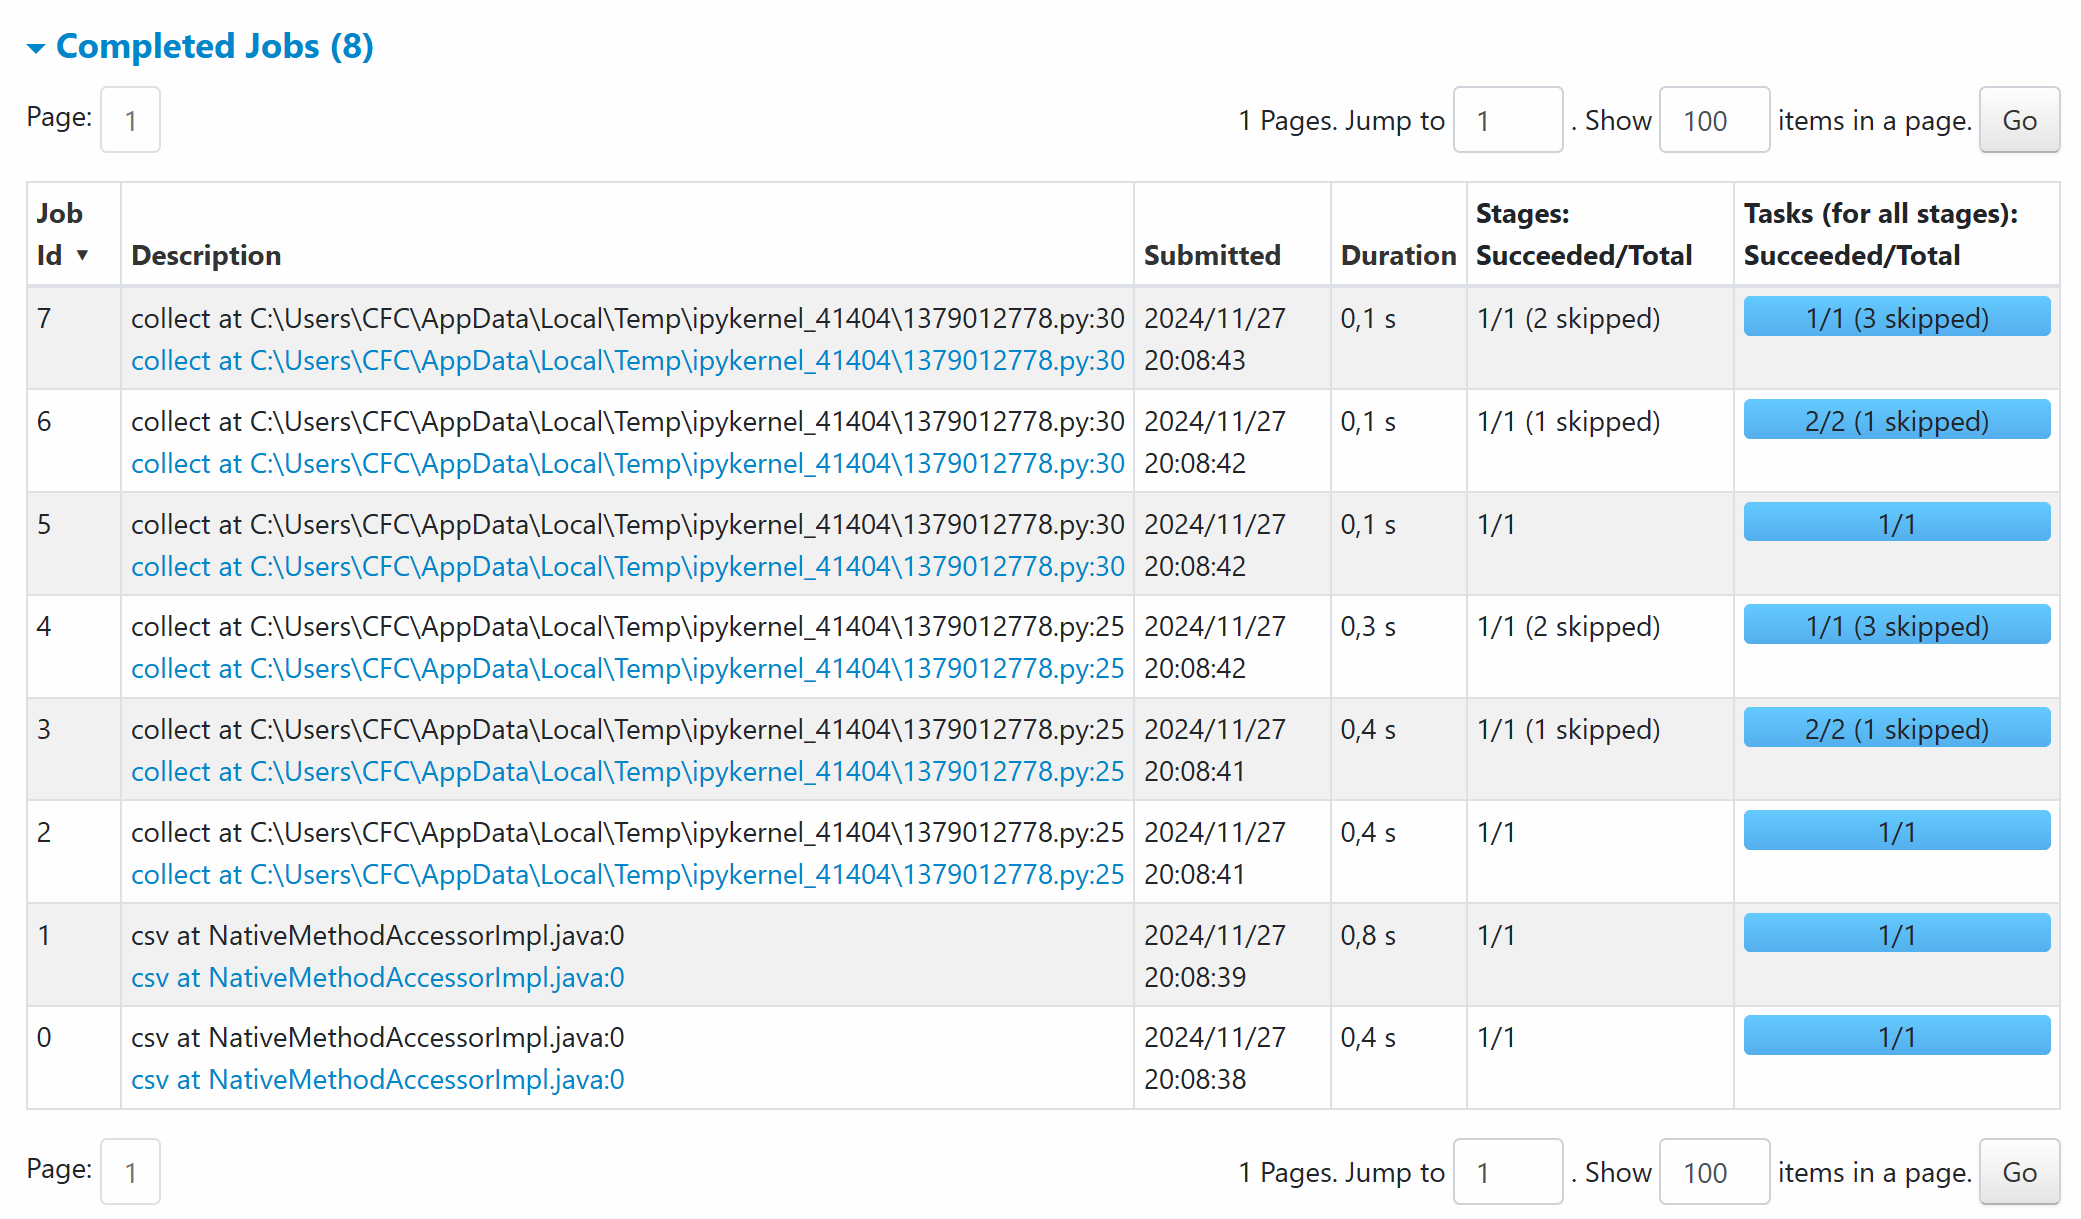 Completed Jobs (8)
Page: 1
1 Pages. Jump to 1 . Show 100 items in a page. Go
Job Id ▼ Description Submitted Duration Stages: Succeeded/Total Tasks (for all stages): Succeeded/Total
7 collect at C:\Users\CFC\AppData\Local\Temp\ipykernel_41404\1379012778.py:30 2024/11/27 0,1 s 1/1 (2 skipped) 1/1 (3 skipped)
collect at C:\Users\CFC\AppData\Local\Temp\ipykernel_41404\1379012778.py:30 20:08:43
6 collect at C:\Users\CFC\AppData\Local\Temp\ipykernel_41404\1379012778.py:30 2024/11/27 0,1 s 1/1 (1 skipped) 2/2 (1 skipped)
collect at C:\Users\CFC\AppData\Local\Temp\ipykernel_41404\1379012778.py:30 20:08:42
5 collect at C:\Users\CFC\AppData\Local\Temp\ipykernel_41404\1379012778.py:30 2024/11/27 0,1 s 1/1 1/1
collect at C:\Users\CFC\AppData\Local\Temp\ipykernel_41404\1379012778.py:30 20:08:42
4 collect at C:\Users\CFC\AppData\Local\Temp\ipykernel_41404\1379012778.py:25 2024/11/27 0,3 s 1/1 (2 skipped) 1/1 (3 skipped)
collect at C:\Users\CFC\AppData\Local\Temp\ipykernel_41404\1379012778.py:25 20:08:42
3 collect at C:\Users\CFC\AppData\Local\Temp\ipykernel_41404\1379012778.py:25 2024/11/27 0,4 s 1/1 (1 skipped) 2/2 (1 skipped)
collect at C:\Users\CFC\AppData\Local\Temp\ipykernel_41404\1379012778.py:25 20:08:41
2 collect at C:\Users\CFC\AppData\Local\Temp\ipykernel_41404\1379012778.py:25 2024/11/27 0,4 s 1/1 1/1
collect at C:\Users\CFC\AppData\Local\Temp\ipykernel_41404\1379012778.py:25 20:08:41
1 csv at NativeMethodAccessorImpl.java:0 2024/11/27 0,8 s 1/1 1/1
csv at NativeMethodAccessorImpl.java:0 20:08:39
0 csv at NativeMethodAccessorImpl.java:0 2024/11/27 0,4 s 1/1 1/1
csv at NativeMethodAccessorImpl.java:0 20:08:38
Page: 1
1 Pages. Jump to 1 . Show 100 items in a page. Go